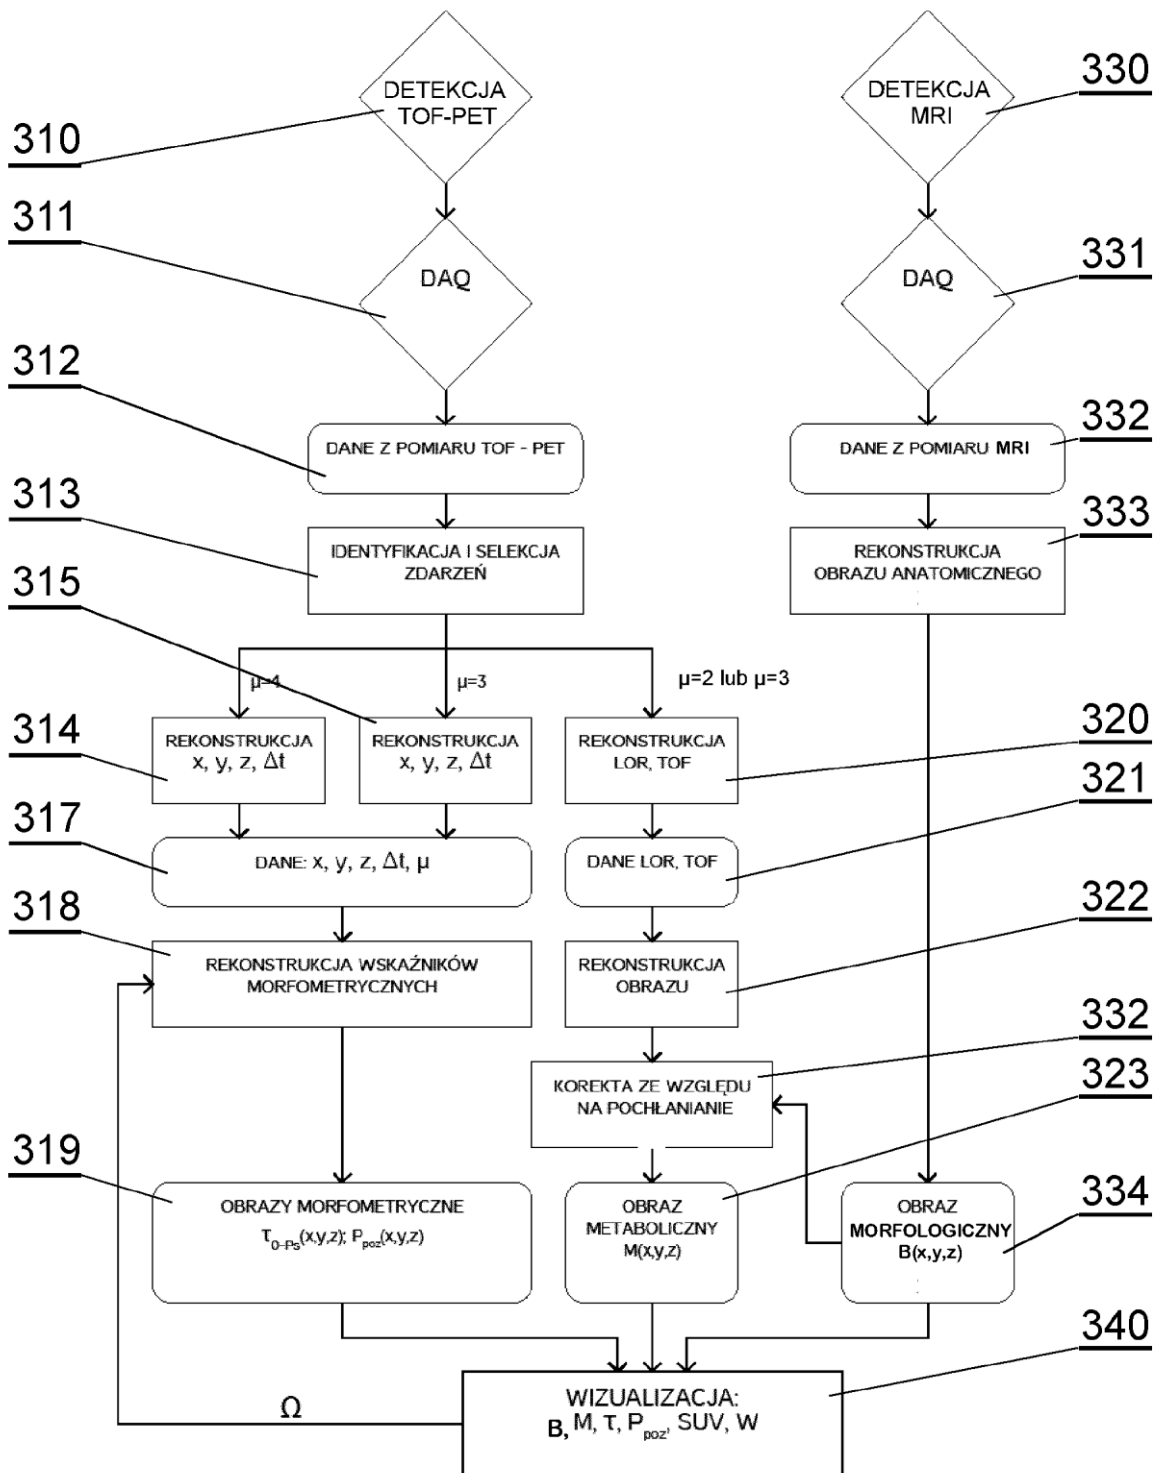 DETEKCJA
TOF-PET
DETEKCJA
MRI
330
310
311
DAQ
DAQ
331
312
DANE Z POMIARU TOF - PET
DANE Z POMIARU MRI
332
313
IDENTYFIKACJA I SELEKCJA
ZDARZEŃ
REKONSTRUKCJA
OBRAZU ANATOMICZNEGO
333
315
μ=4
μ=3
μ=2 lub μ=3
314
REKONSTRUKCJA
x, y, z, Δt
REKONSTRUKCJA
x, y, z, Δt
REKONSTRUKCJA
LOR, TOF
320
321
317
DANE: x, y, z, Δt, μ
DANE LOR, TOF
318
322
REKONSTRUKCJA WSKAŹNIKÓW
MORFOMETRYCZNYCH
REKONSTRUKCJA
OBRAZU
332
KOREKTA ZE WZGLĘDU
NA POCHŁANIANIE
323
319
OBRAZY MORFOMETRYCZNE
τo-Ps(x,y,z); Ppoz(x,y,z)
OBRAZ
METABOLICZNY
M(x,y,z)
OBRAZ
MORFOLOGICZNY
B(x,y,z)
334
340
Ω
WIZUALIZACJA:
B, M, τ, Ppoz, SUV, W